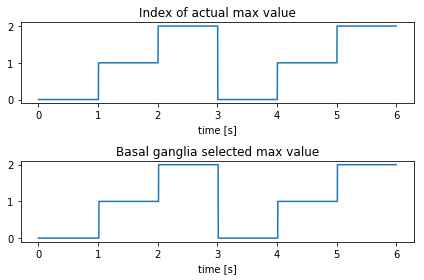 Index of actual max value
2
1
0
0 1 2 3 4 5 6
time [s]
Basal ganglia selected max value
2
1
0
0 1 2 3 4 5 6
time [s]